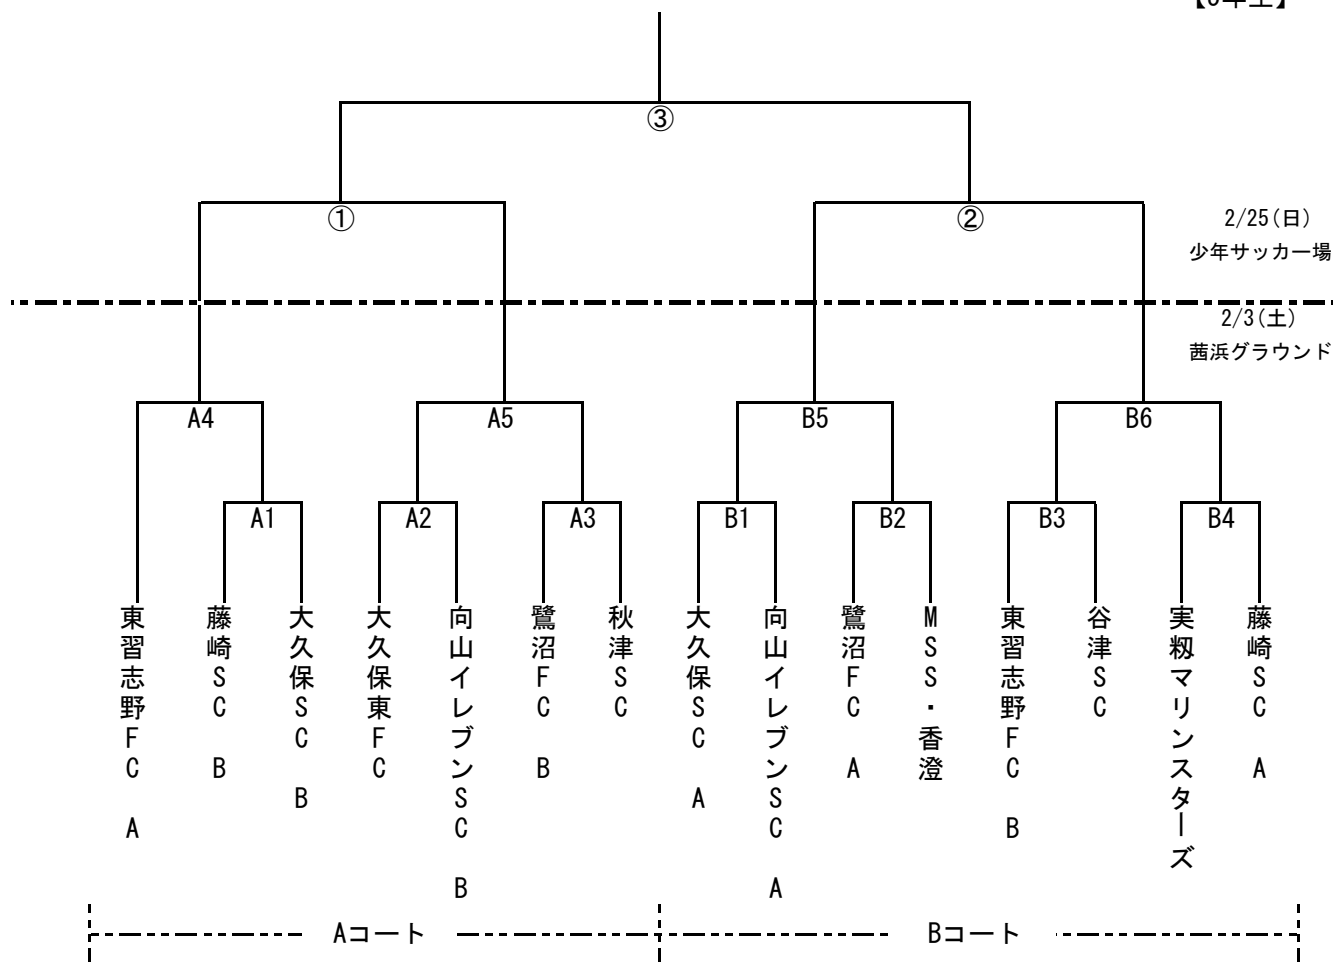 ③
①
②
2/25(日)
少年サッカー場
2/3(土)
茜浜グラウンド
A4
A5
B5
B6
A1
A2
A3
B1
B2
B3
B4
東習志野FC A
藤崎SC B
大久保SC B
大久保東FC
向山イレブンSC B
鷺沼FC B
秋津SC
大久保SC A
向山イレブンSC A
鷺沼FC A
MSS・香澄
東習志野FC B
谷津SC
実籾マリンスターズ
藤崎SC A
Aコート
Bコート